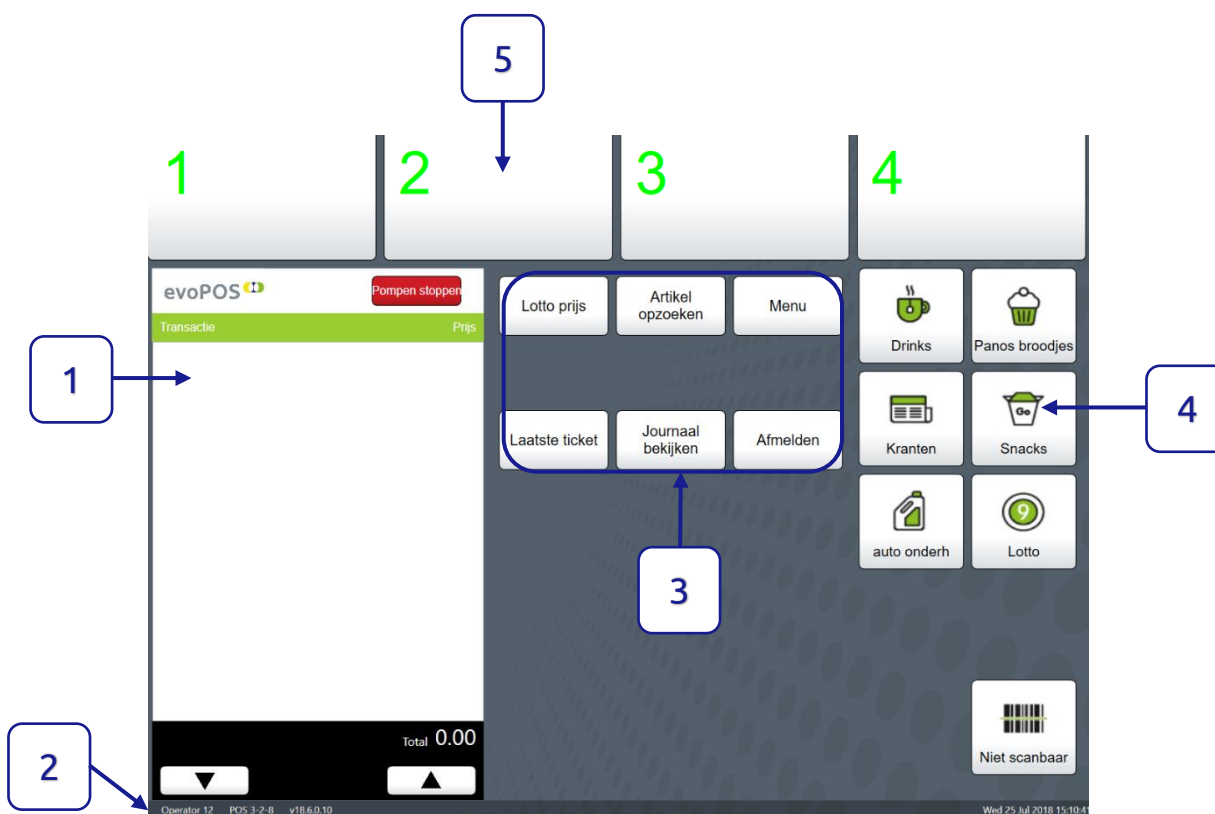 5
1
2
3
4
evoPOS
Pompen stoppen
Transactie Prijs
Lotto prijs
Artikel
opzoeken
Menu
Drinks
Panos broodjes
1
4
Laatste ticket
Journaal
bekijken
Afmelden
Kranten
Go
Snacks
9
auto onderh
Lotto
3
Total 0.00
Niet scanbaar
2
Operator 12 POS 3-2-8 v18.6.0.10
Wed 25 Jul 2018 15:10:41